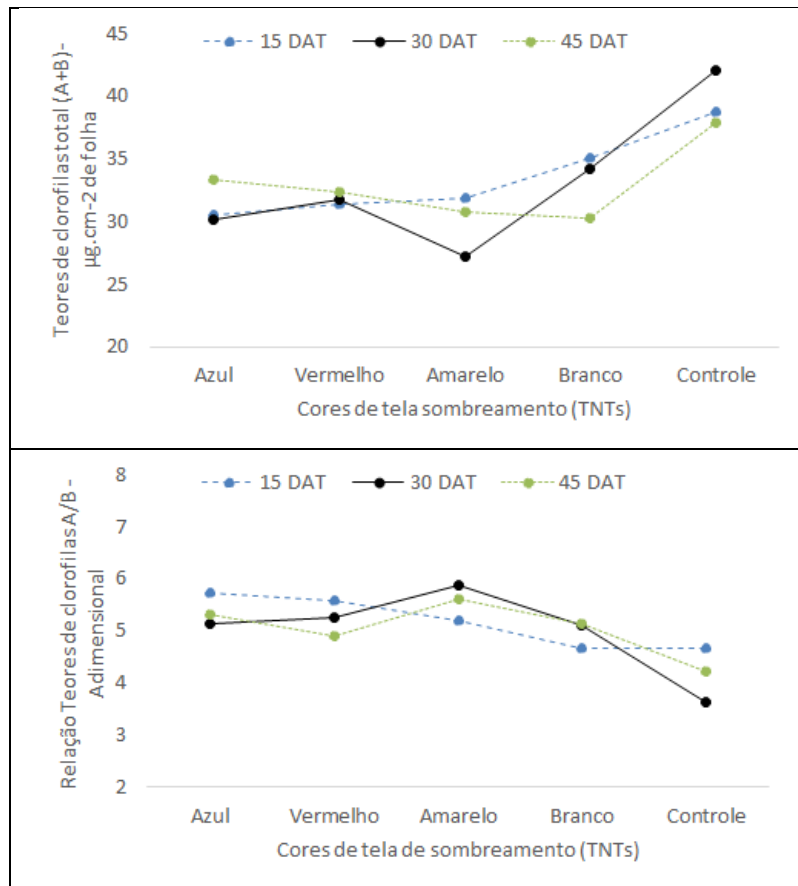 Teores de clorofilas total (A+B)-
µg.cm-2 de folha
45
40
35
30
25
20
15 DAT 30 DAT 45 DAT
Azul Vermelho Amarelo Branco Controle
Cores de tela sombreamento (TNTs)
Relação Teores de clorofilas A/B -
Adimensional
8
7
6
5
4
3
2
15 DAT 30 DAT 45 DAT
Azul Vermelho Amarelo Branco Controle
Cores de tela de sombreamento (TNTs)